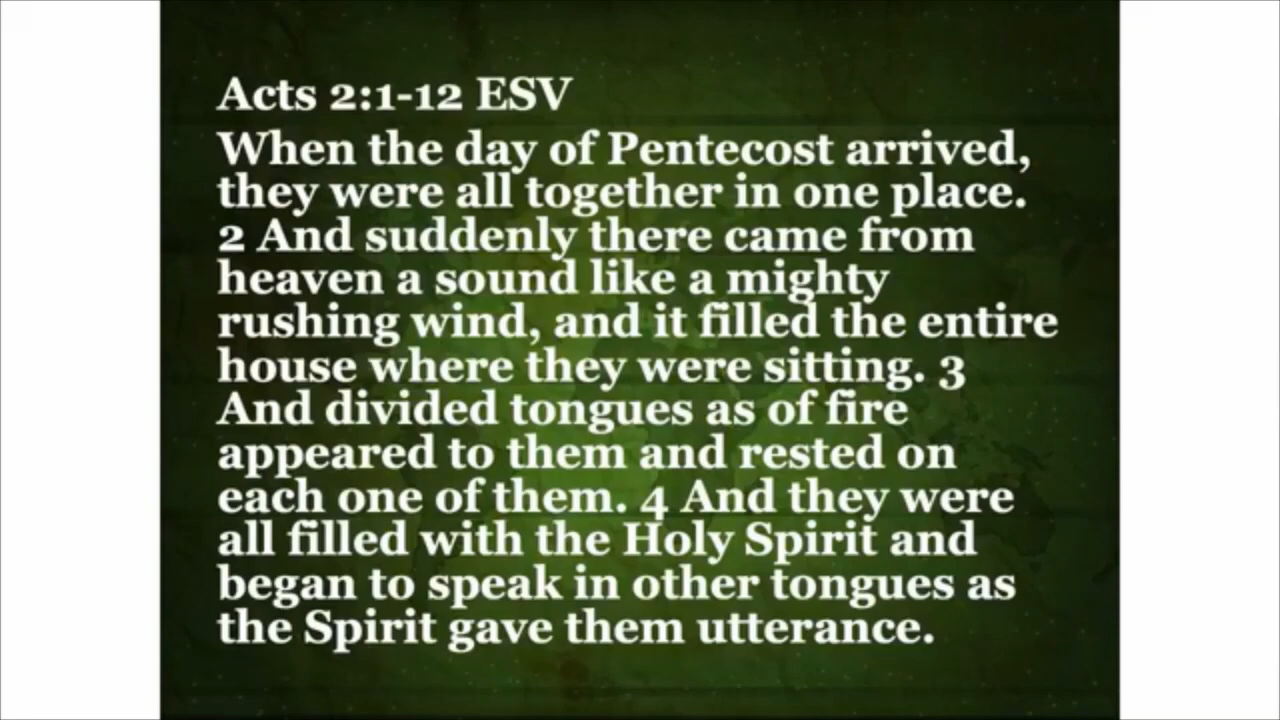 Acts 2:1-12 ESV
When the day of Pentecost arrived,
they were all together in one place.
2 And suddenly there came from
heaven a sound like a mighty
rushing wind, and it filled the entire
house where they were sitting. 3
And divided tongues as of fire
appeared to them and rested on
each one of them. 4 And they were
all filled with the Holy Spirit and
began to speak in other tongues as
the Spirit gave them utterance.